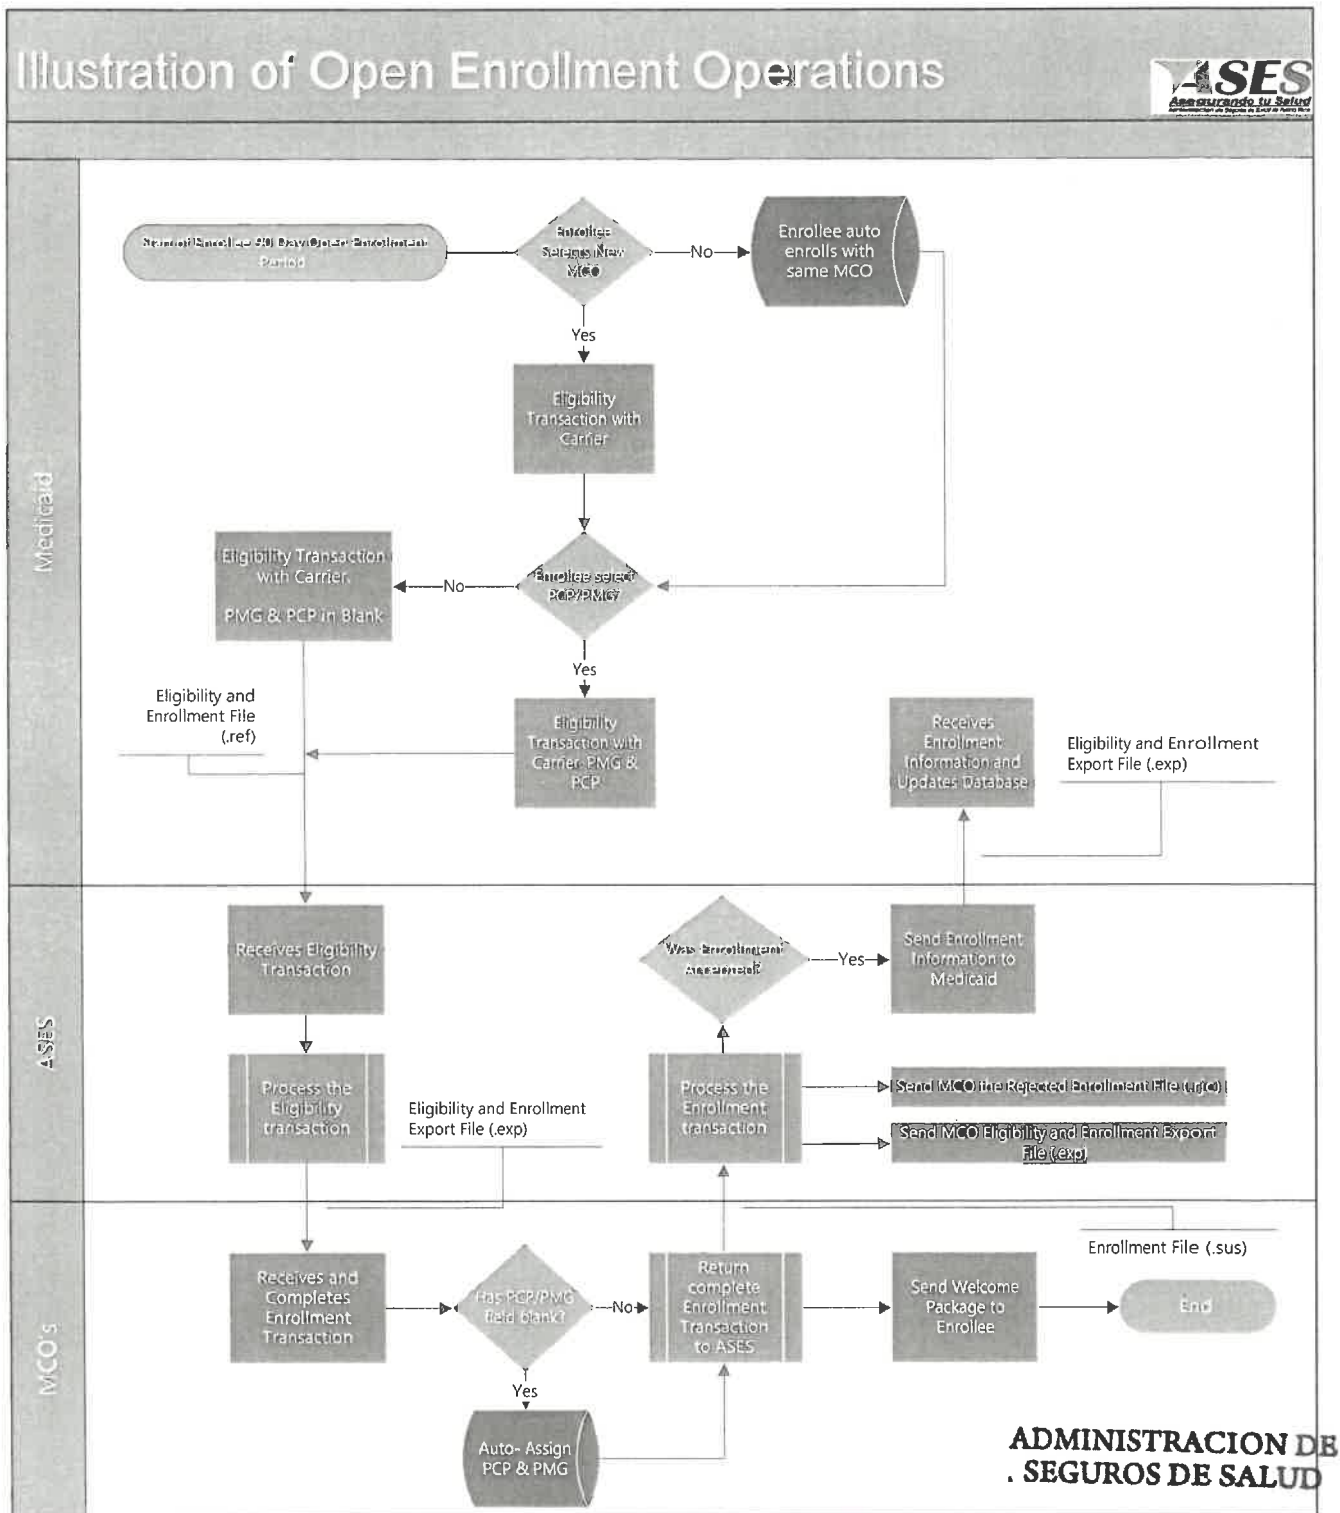 Illustration of Open Enrollment Operations
ASES
Asegurando tu Salud
Medicaid
Start of Enrollee 90 Day Open Enrollment
Period
Enrollee
Selects New
MCO
No
Enrollee auto
enrolls with
same MCO
Yes
Eligibility
Transaction with
Carrier
Eligibility Transaction
with Carrier.
PMG & PCP in Blank
No
Enrollee select
PCP/PMG?
Yes
Eligibility and
Enrollment File
(.ref)
Eligibility
Transaction with
Carrier PMG &
PCP
Receives
Enrollment
Information and
Updates Database
Eligibility and Enrollment
Export File (.exp)
ASES
Receives Eligibility
Transaction
Was Enrollment
Accepted?
Yes
Send Enrollment
Information to
Medicaid
Process the
Eligibility
transaction
Eligibility and Enrollment
Export File (.exp)
Process the
Enrollment
transaction
Send MCO the Rejected Enrollment File (.rjc)
Send MCO Eligibility and Enrollment Export
File (.exp)
MCO's
Receives and
Completes
Enrollment
Transaction
Has PCP/PMG
field blank?
No
Return
complete
Enrollment
Transaction
to ASES
Send Welcome
Package to
Enrollee
Enrollment File (.sus)
End
Yes
Auto- Assign
PCP & PMG
ADMINISTRACION DE
. SEGUROS DE SALUD